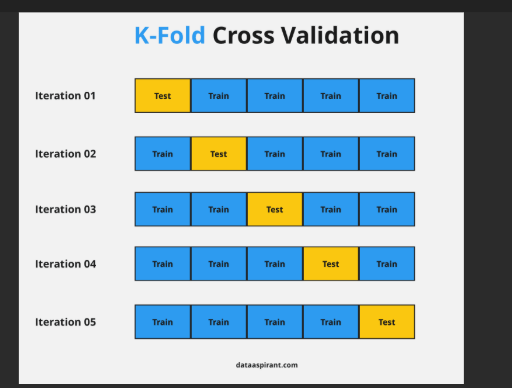 K-Fold Cross Validation
Iteration 01 Test Train Train Train Train
Iteration 02 Train Test Train Train Train
Iteration 03 Train Train Test Train Train
Iteration 04 Train Train Train Test Train
Iteration 05 Train Train Train Train Test
dataaspirant.com